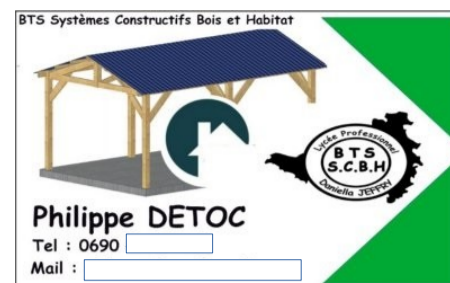 BTS Systèmes Constructifs Bois et Habitat
Lycée Professionnel
BTS
S.C.B.H
Daniella JEFFRY
Philippe DETOC
Tel : 0690
Mail :